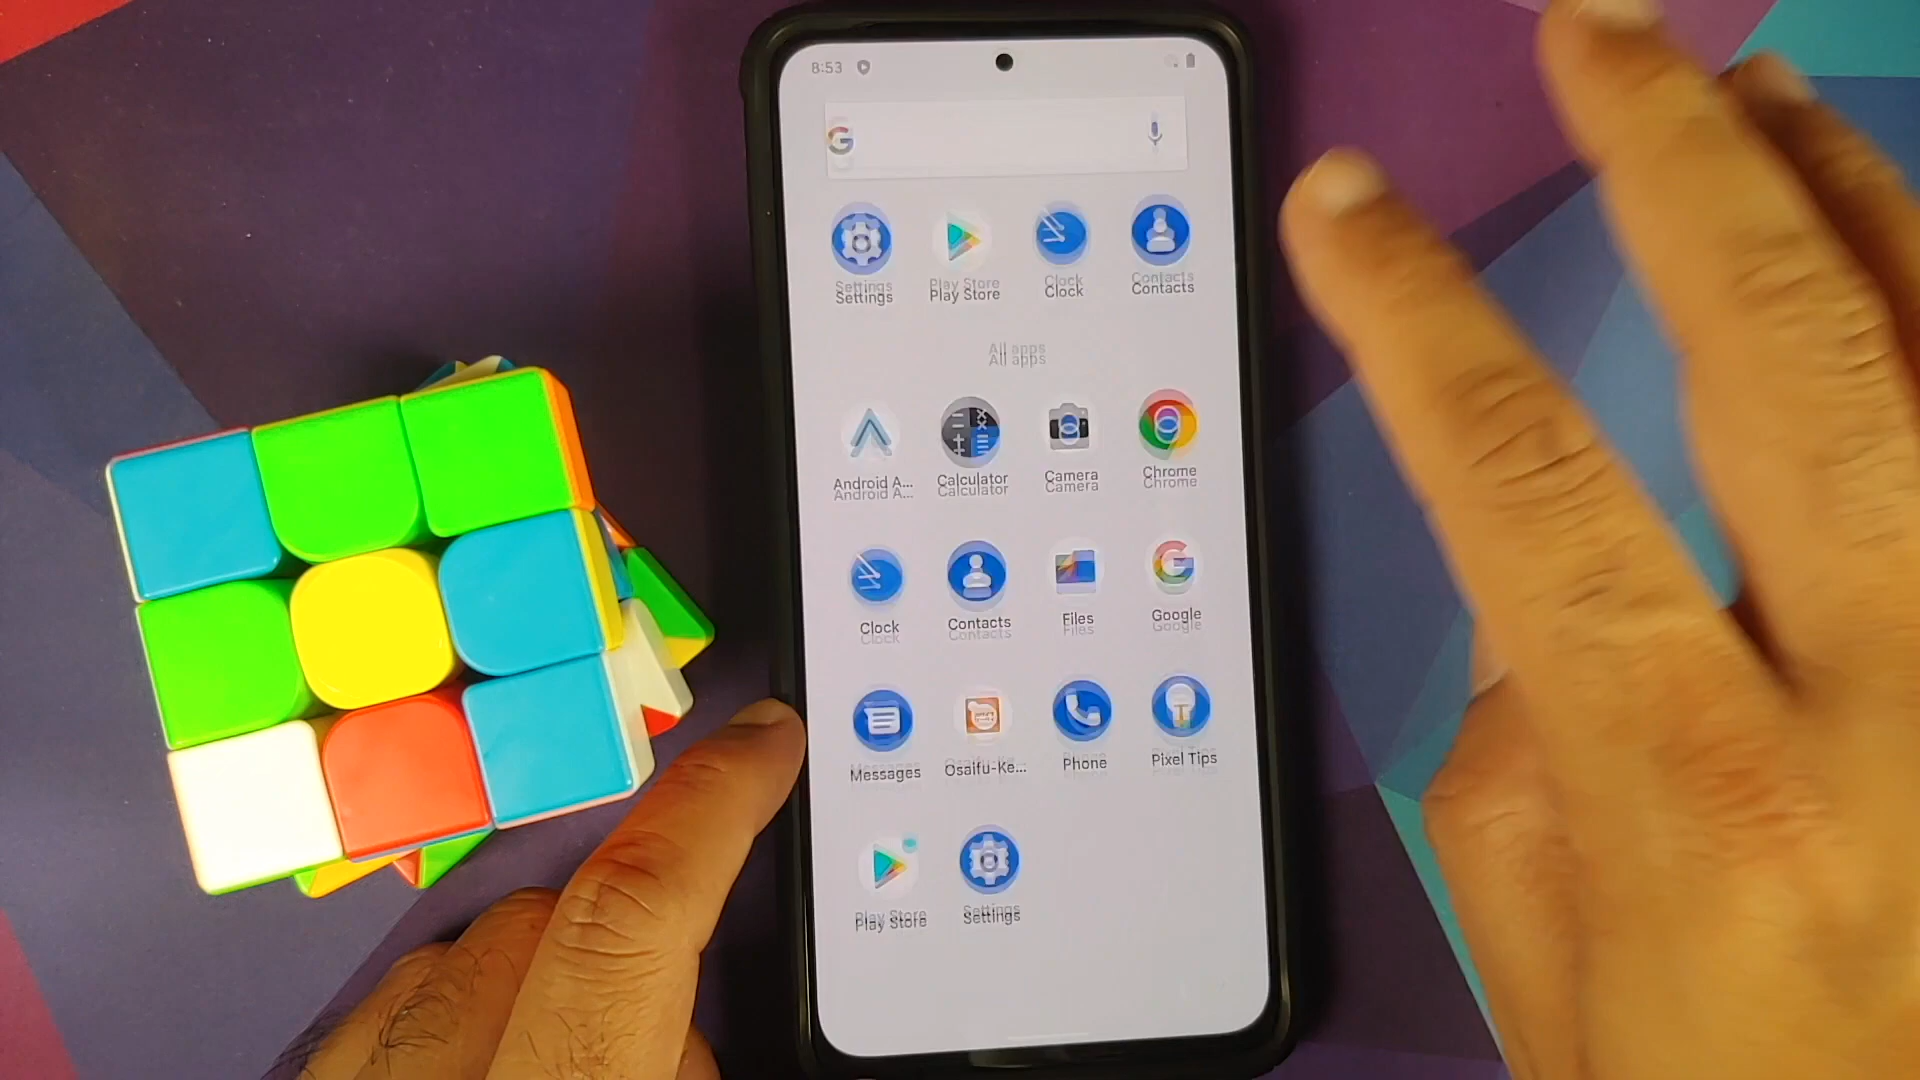 8:53
Settings Play Store Clock Contacts
All apps
Android A... Calculator Camera Chrome
Clock Contacts Files Google
Messages Osaifu-Ke... Phone Pixel Tips
Play Store Settings